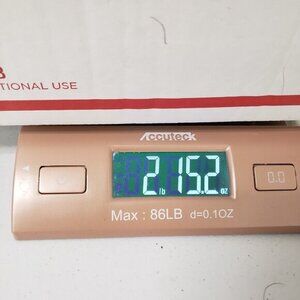 TIONAL USE
Accuteck
2 lb 15.2 oz
0.0
Max : 86LB d=0.1OZ